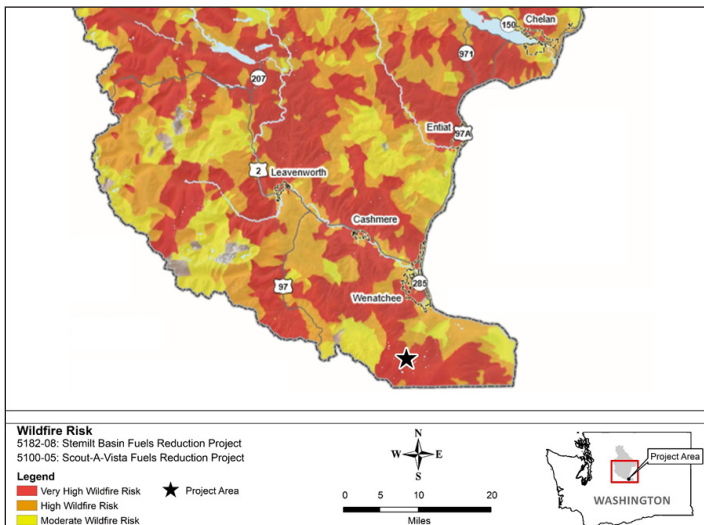 150
Chelan
971
207
Entiat
97A
2
Leavenworth
Cashmere
97
285
Wenatchee
Wildfire Risk
5182-08: Stemilt Basin Fuels Reduction Project
5100-05: Scout-A-Vista Fuels Reduction Project
Legend
Very High Wildfire Risk
Project Area
High Wildfire Risk
Moderate Wildfire Risk
N
W
E
S
0 5 10 20
Miles
Project Area
WASHINGTON